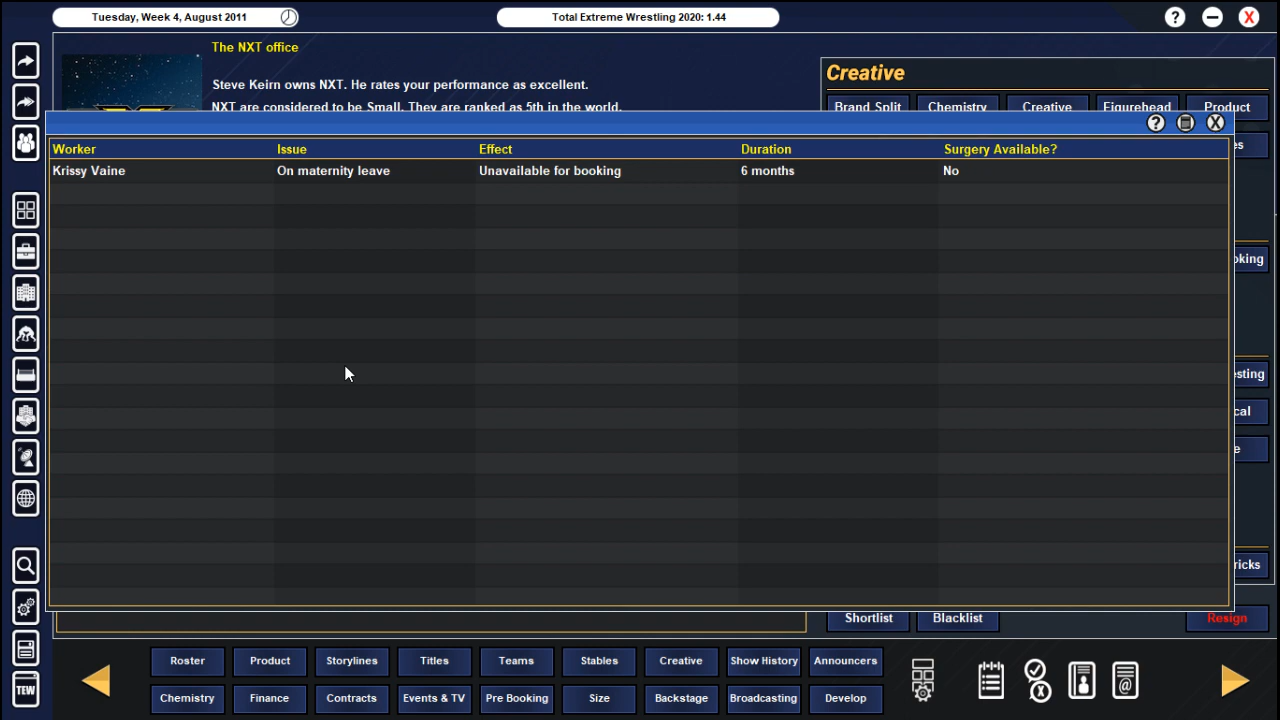 Tuesday, Week 4, August 2011
Total Extreme Wrestling 2020: 1.44
The NXT office
Steve Keirn owns NXT. He rates your performance as excellent.
NXT are considered to be Small. They are ranked as 5th in the world.
Creative
Brand Split Chemistry Creative Figurehead Product
Worker Issue Effect Duration Surgery Available?
Krissy Vaine On maternity leave Unavailable for booking 6 months No
es
oking
esting
cal
e
ricks
Shortlist Blacklist Resign
Roster Product Storylines Titles Teams Stables Creative Show History Announcers
Chemistry Finance Contracts Events & TV Pre Booking Size Backstage Broadcasting Develop
TEW